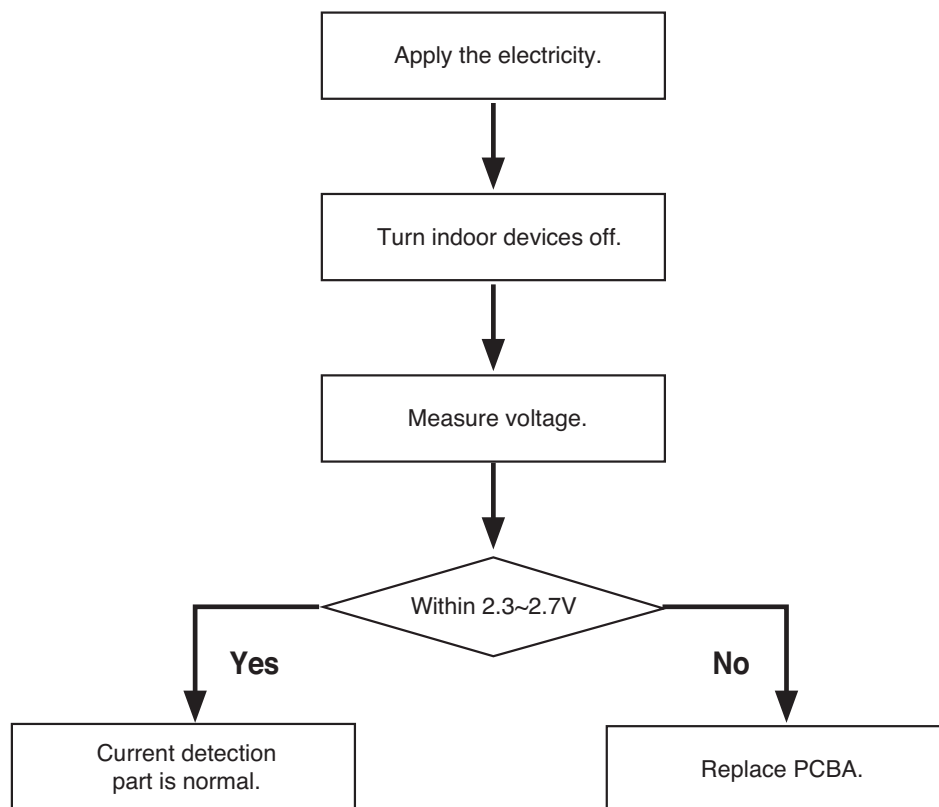 Apply the electricity.
Turn indoor devices off.
Measure voltage.
Within 2.3~2.7V
Yes
No
Current detection
part is normal.
Replace PCBA.